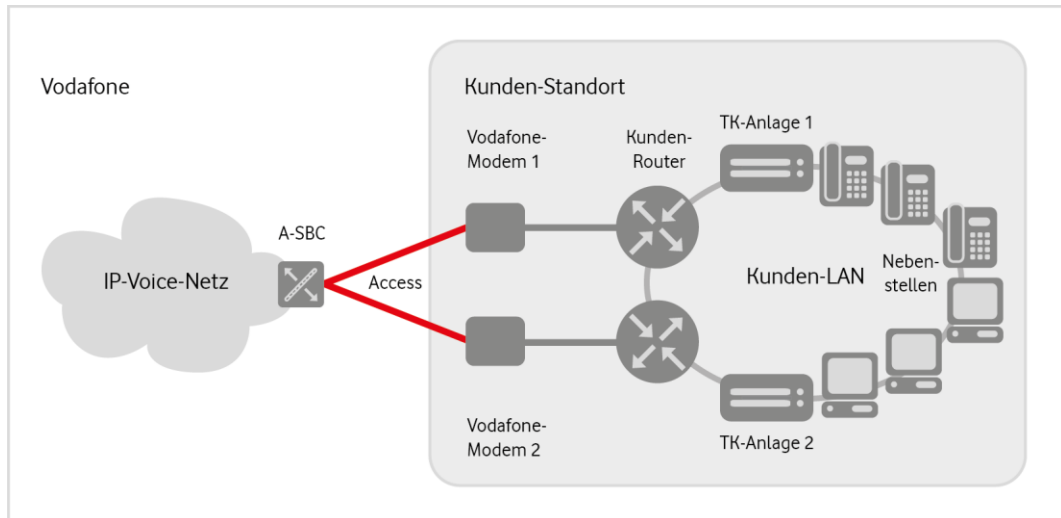 Vodafone
Kunden-Standort
Vodafone-
Modem 1
Kunden-
Router
TK-Anlage 1
A-SBC
IP-Voice-Netz
Access
Kunden-LAN
Neben-
stellen
Vodafone-
Modem 2
TK-Anlage 2